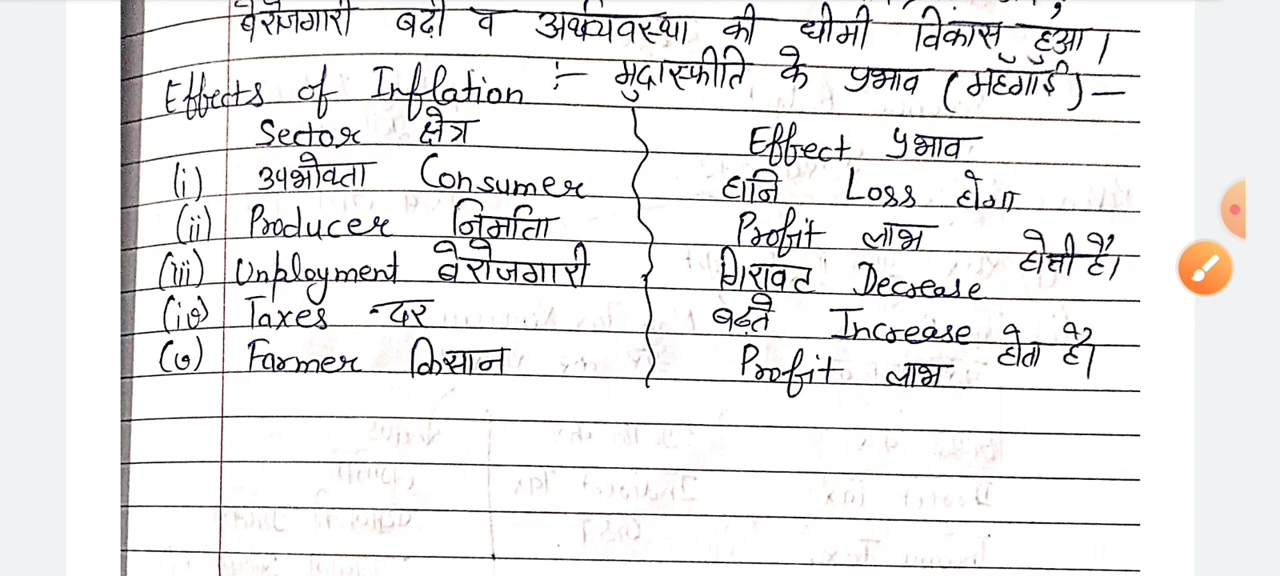 बेरोजगारी बढ़ी व अर्थव्यवस्था की धीमी विकास हुआ।
Effects of Inflation :- मुद्रास्फीति के प्रभाव (महगाई) —
Sector क्षेत्र Effect प्रभाव
(i) उपभोक्ता Consumer हानि Loss होगा
(ii) Producer निर्माता Profit लाभ होती है।
(iii) Unployment बेरोजगारी गिरावट Decrease
(iv) Taxes - दर बढ़ते Increase होता है।
(v) Farmer किसान Profit लाभ